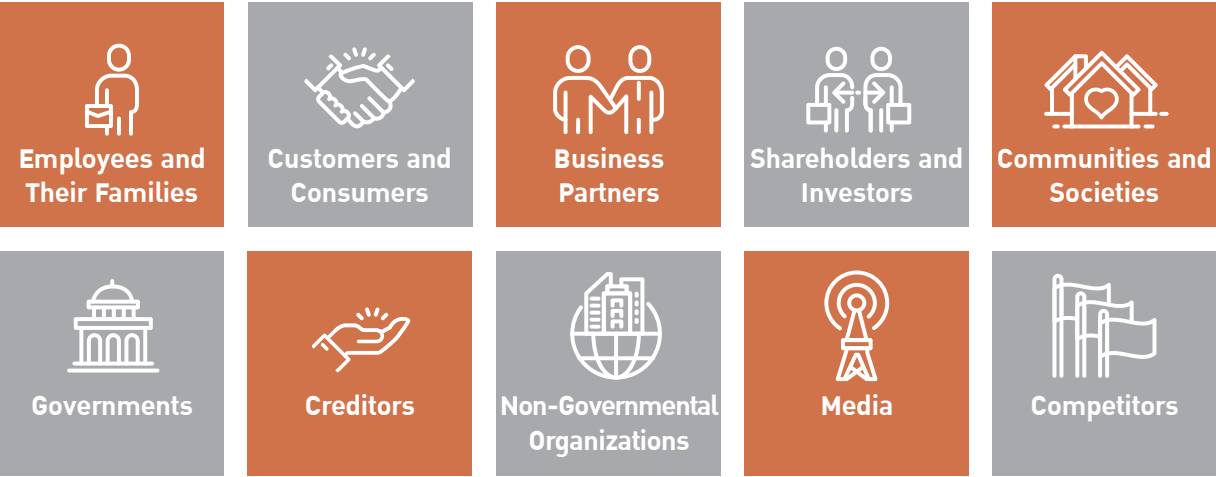 Employees and
Their Families
Customers and
Consumers
Business
Partners
Shareholders and
Investors
Communities and
Societies
Governments
Creditors
Non-Governmental
Organizations
Media
Competitors